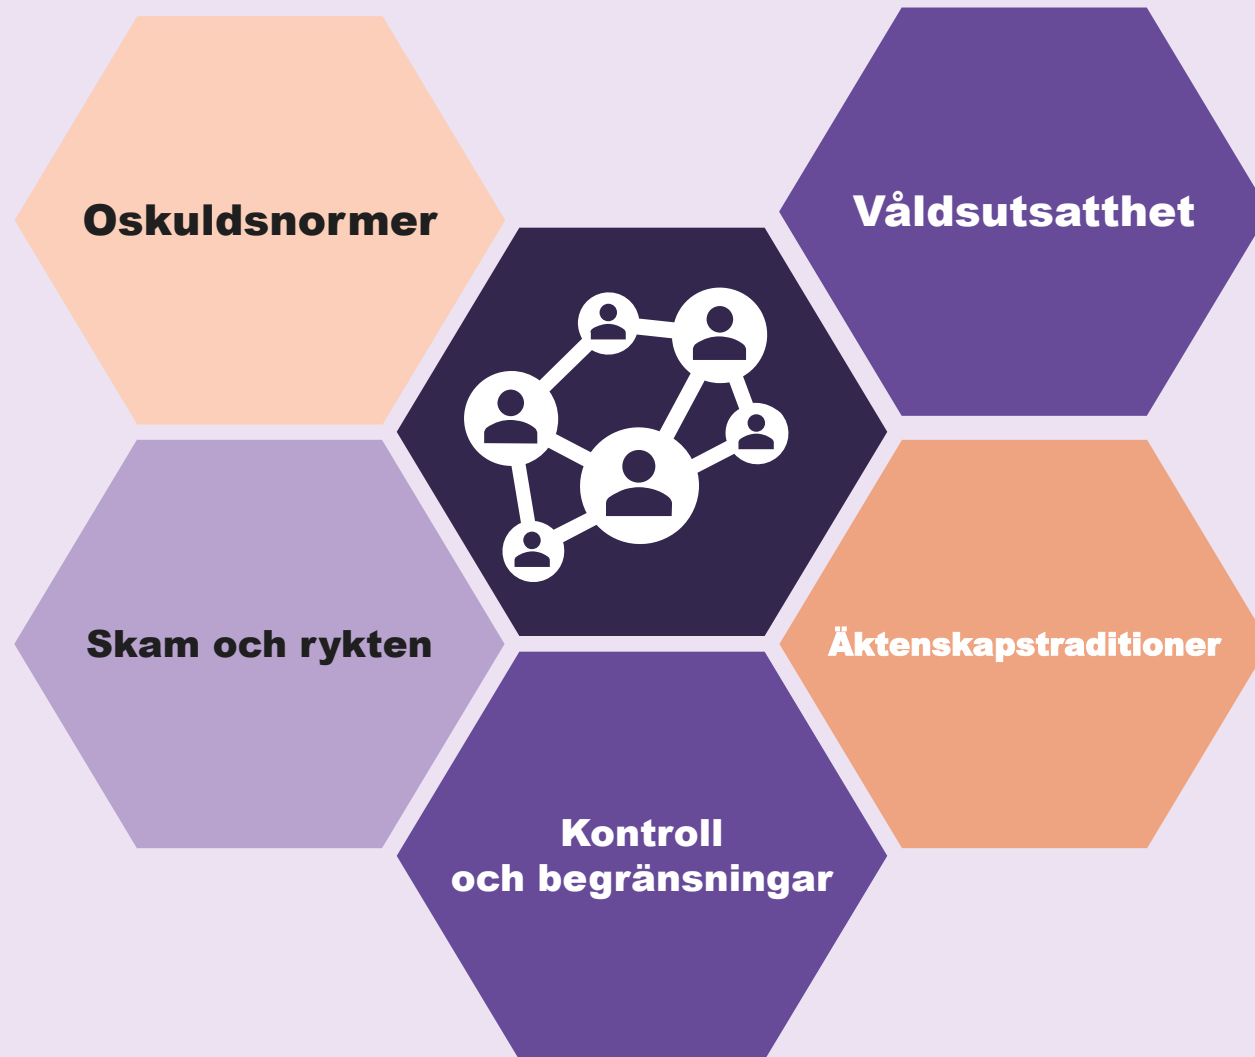 Oskuldsnormer
Våldsutsatthet
Skam och rykten
Äktenskapstraditioner
Kontroll
och begränsningar